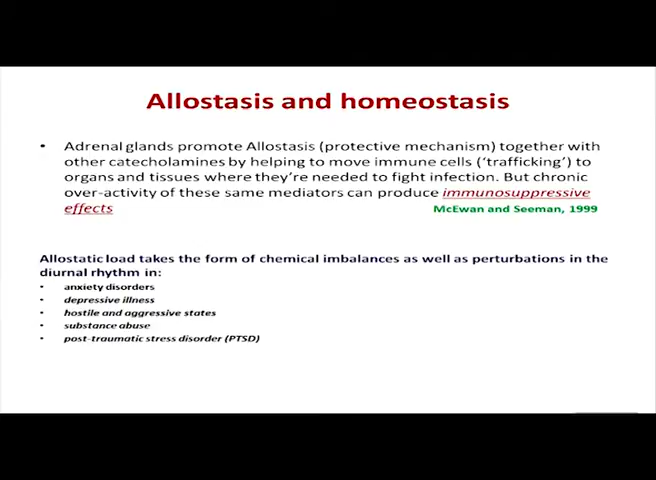 Allostasis and homeostasis
• Adrenal glands promote Allostasis (protective mechanism) together with
other catecholamines by helping to move immune cells (‘trafficking’) to
organs and tissues where they’re needed to fight infection. But chronic
over-activity of these same mediators can produce immunosuppressive
effects McEwan and Seeman, 1999
Allostatic load takes the form of chemical imbalances as well as perturbations in the
diurnal rhythm in:
• anxiety disorders
• depressive illness
• hostile and aggressive states
• substance abuse
• post-traumatic stress disorder (PTSD)